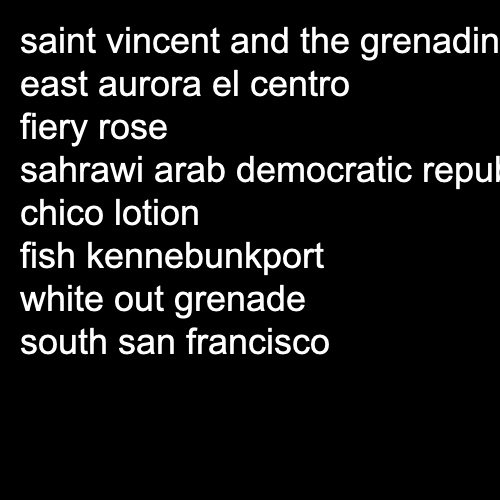 saint vincent and the grenadin
east aurora el centro
fiery rose
sahrawi arab democratic repub
chico lotion
fish kennebunkport
white out grenade
south san francisco